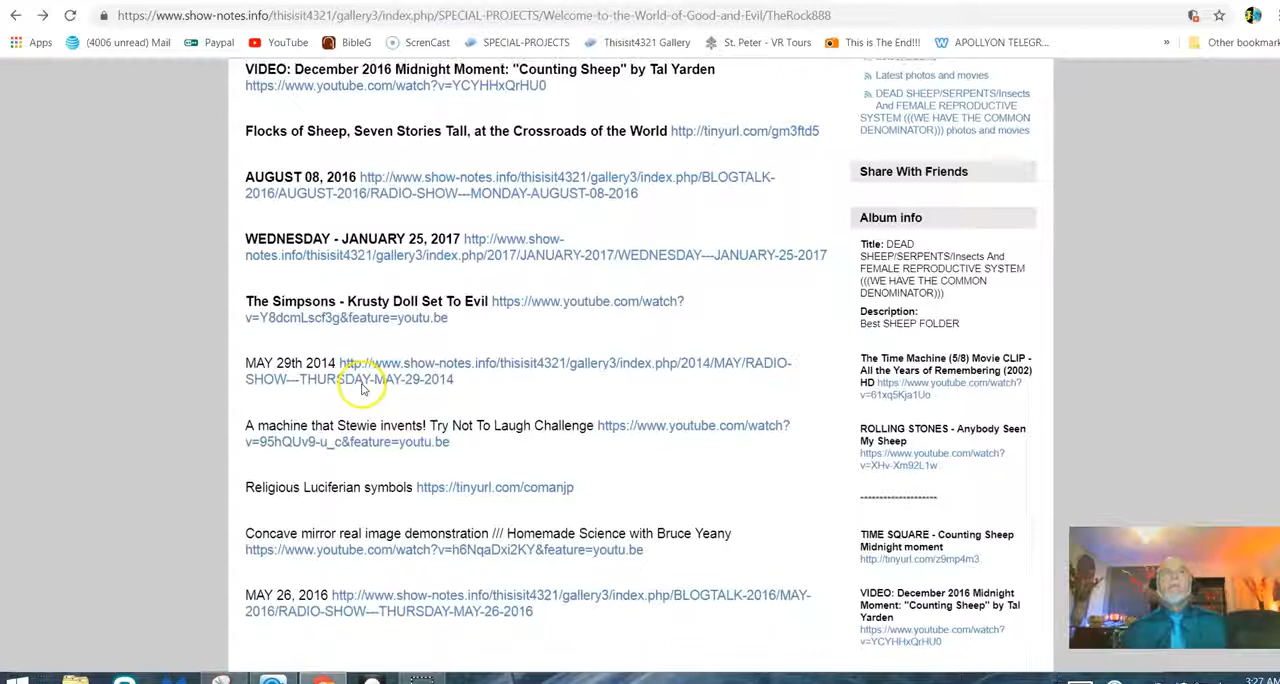 https://www.show-notes.info/thisisit4321/gallery3/index.php/SPECIAL-PROJECTS/Welcome-to-the-World-of-Good-and-Evil/TheRock888
Apps (4006 unread) Mail Paypal YouTube BibleG ScrenCast SPECIAL-PROJECTS Thisisit4321 Gallery St. Peter - VR Tours This is The End!!! APOLLYON TELEGR... » Other bookmar
VIDEO: December 2016 Midnight Moment: "Counting Sheep" by Tal Yarden
https://www.youtube.com/watch?v=YCYHHxQrHU0
Flocks of Sheep, Seven Stories Tall, at the Crossroads of the World http://tinyurl.com/gm3ftd5
AUGUST 08, 2016 http://www.show-notes.info/thisisit4321/gallery3/index.php/BLOGTALK-
2016/AUGUST-2016/RADIO-SHOW---MONDAY-AUGUST-08-2016
WEDNESDAY - JANUARY 25, 2017 http://www.show-
notes.info/thisisit4321/gallery3/index.php/2017/JANUARY-2017/WEDNESDAY---JANUARY-25-2017
The Simpsons - Krusty Doll Set To Evil https://www.youtube.com/watch?
v=Y8dcmLscf3g&feature=youtu.be
MAY 29th 2014 http://www.show-notes.info/thisisit4321/gallery3/index.php/2014/MAY/RADIO-
SHOW---THURSDAY-MAY-29-2014
A machine that Stewie invents! Try Not To Laugh Challenge https://www.youtube.com/watch?
v=95hQUv9-u_c&feature=youtu.be
Religious Luciferian symbols https://tinyurl.com/comanjp
Concave mirror real image demonstration /// Homemade Science with Bruce Yeany
https://www.youtube.com/watch?v=h6NqaDxi2KY&feature=youtu.be
MAY 26, 2016 http://www.show-notes.info/thisisit4321/gallery3/index.php/BLOGTALK-2016/MAY-
2016/RADIO-SHOW---THURSDAY-MAY-26-2016
Latest photos and movies
DEAD SHEEP/SERPENTS/Insects
And FEMALE REPRODUCTIVE
SYSTEM (((WE HAVE THE COMMON
DENOMINATOR))) photos and movies
Share With Friends
Album info
Title: DEAD
SHEEP/SERPENTS/Insects And
FEMALE REPRODUCTIVE SYSTEM
(((WE HAVE THE COMMON
DENOMINATOR)))
Description:
Best SHEEP FOLDER
The Time Machine (5/8) Movie CLIP -
All the Years of Remembering (2002)
HD https://www.youtube.com/watch?
v=61xq5Kja1Uo
ROLLING STONES - Anybody Seen
My Sheep
https://www.youtube.com/watch?
v=XHv-Xm92L1w
--------------------
TIME SQUARE - Counting Sheep
Midnight moment
http://tinyurl.com/z9mp4m3
VIDEO: December 2016 Midnight
Moment: "Counting Sheep" by Tal
Yarden
https://www.youtube.com/watch?
v=YCYHHxQrHU0
3:27 AM